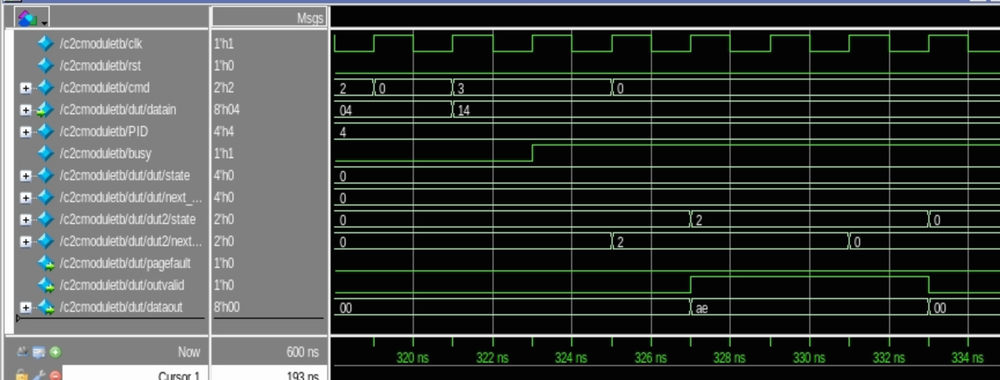 Msgs
/c2cmoduletb/clk 1'h1
/c2cmoduletb/rst 1'h0
/c2cmoduletb/cmd 2'h2 2 0 3 0
/c2cmoduletb/dut/datain 8'h04 04 14
/c2cmoduletb/PID 4'h4 4
/c2cmoduletb/busy 1'h1
/c2cmoduletb/dut/dut/state 4'h0 0
/c2cmoduletb/dut/dut/next_... 4'h0 0
/c2cmoduletb/dut/dut2/state 2'h0 0 2 0
/c2cmoduletb/dut/dut2/next... 2'h0 0 2 0
/c2cmoduletb/dut/pagefault 1'h0
/c2cmoduletb/dut/outvalid 1'h0
/c2cmoduletb/dut/dataout 8'h00 00 ae 00
Now 600 ns 320 ns 322 ns 324 ns 326 ns 328 ns 330 ns 332 ns 334 ns
Cursor 1 193 ns